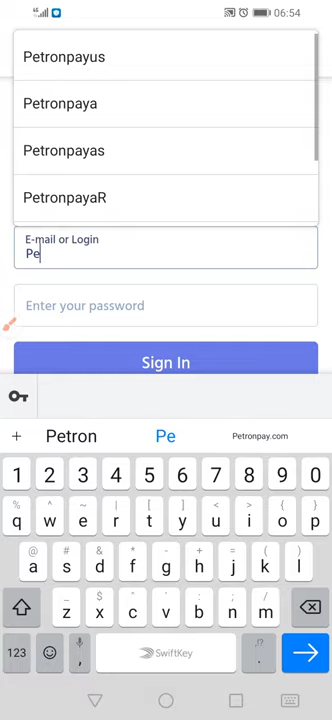 06:54
Petronpayus
Petronpaya
Petronpayas
PetronpayaR
E-mail or Login
Pe
Enter your password
Sign In
+ Petron Pe Petronpay.com
1 2 3 4 5 6 7 8 9 0
% ^ ~ | [ ] < > { }
q w e r t y u i o p
@ # & * - + = ( )
a s d f g h j k l
_ $ " ' : ; /
z x c v b n m
123 , SwiftKey ,!? .